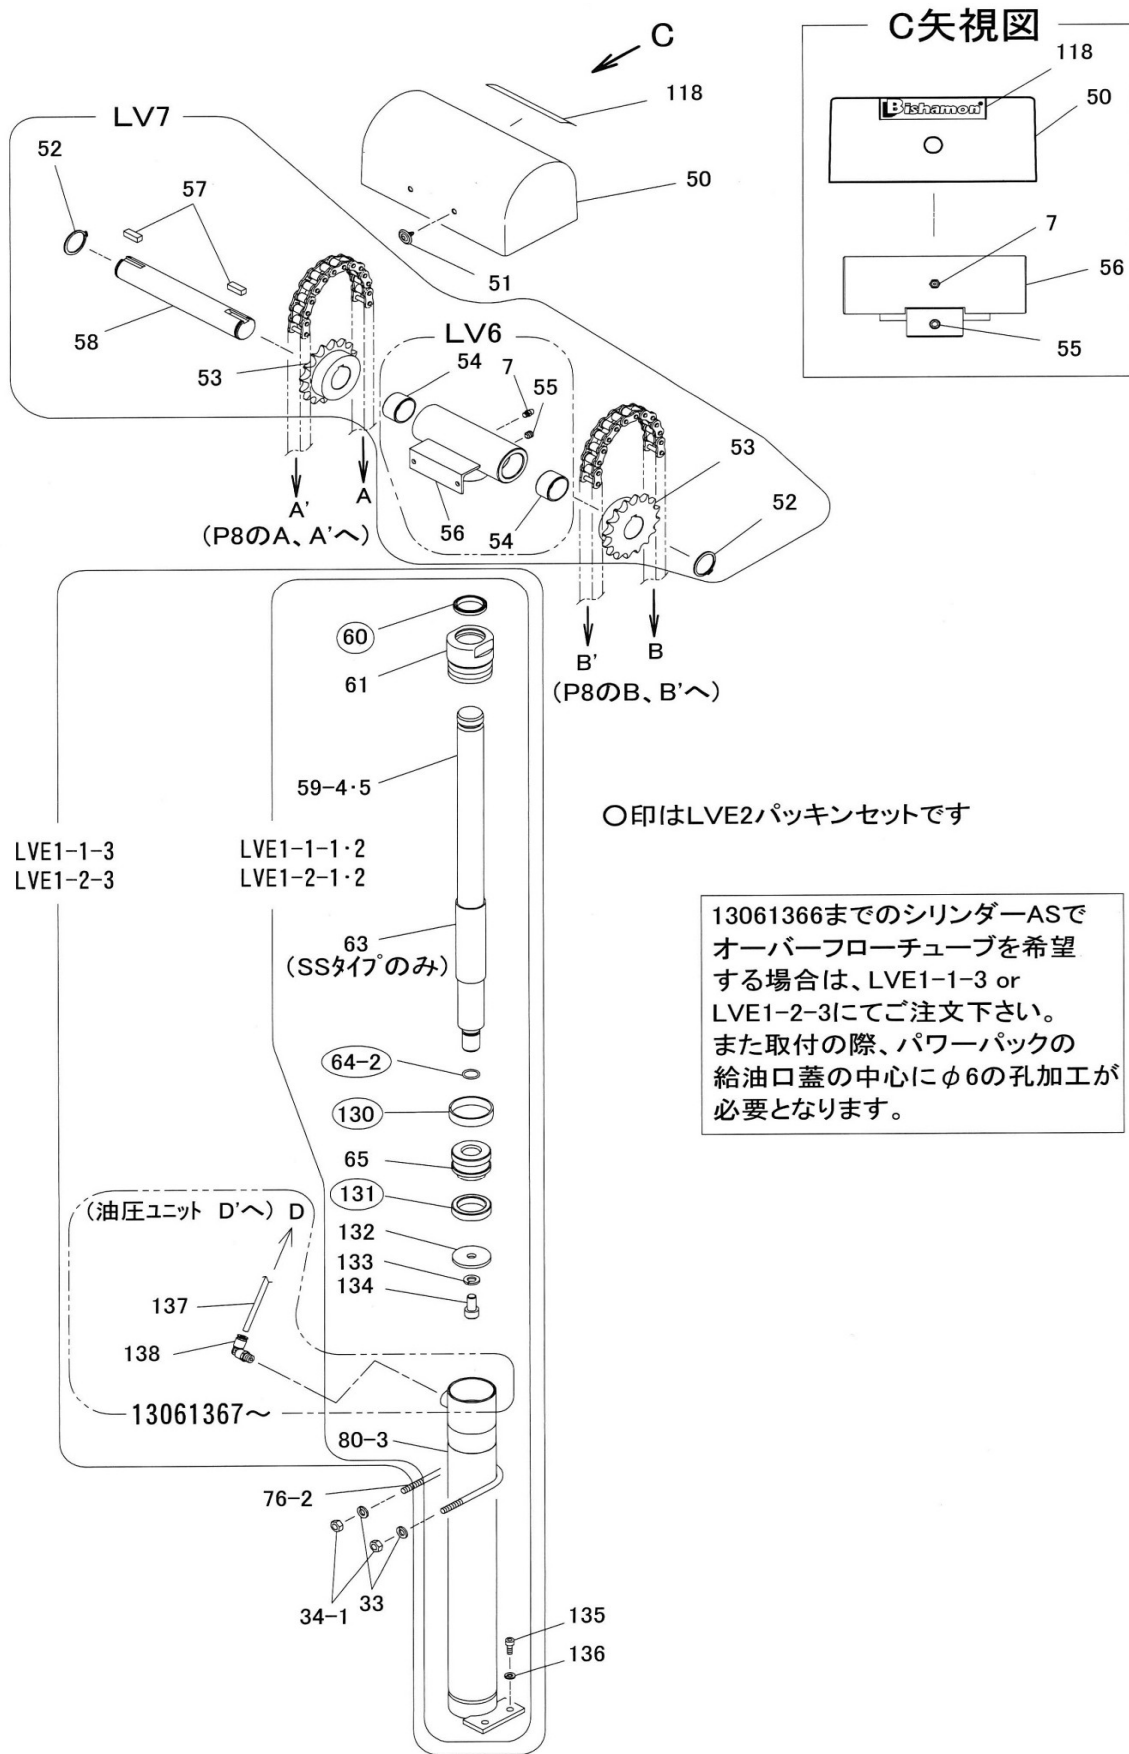 C
118
C矢視図
118
50
Bishamon
7
56
55
LV7
52
57
50
51
58
53
LV6
54
7
55
53
52
56
54
A'
A
(P8のA、A'へ)
B'
B
(P8のB、B'へ)
60
61
59-4・5
○印はLVE2パッキンセットです
LVE1-1-3
LVE1-2-3
LVE1-1-1・2
LVE1-2-1・2
63
(SSタイプのみ)
13061366までのシリンダーASで
オーバーフローチューブを希望
する場合は、LVE1-1-3 or
LVE1-2-3にてご注文下さい。
また取付の際、パワーパックの
給油口蓋の中心にφ6の孔加工が
必要となります。
64-2
130
65
131
132
133
134
(油圧ユニット D'へ) D
137
138
13061367～
80-3
76-2
34-1
33
135
136